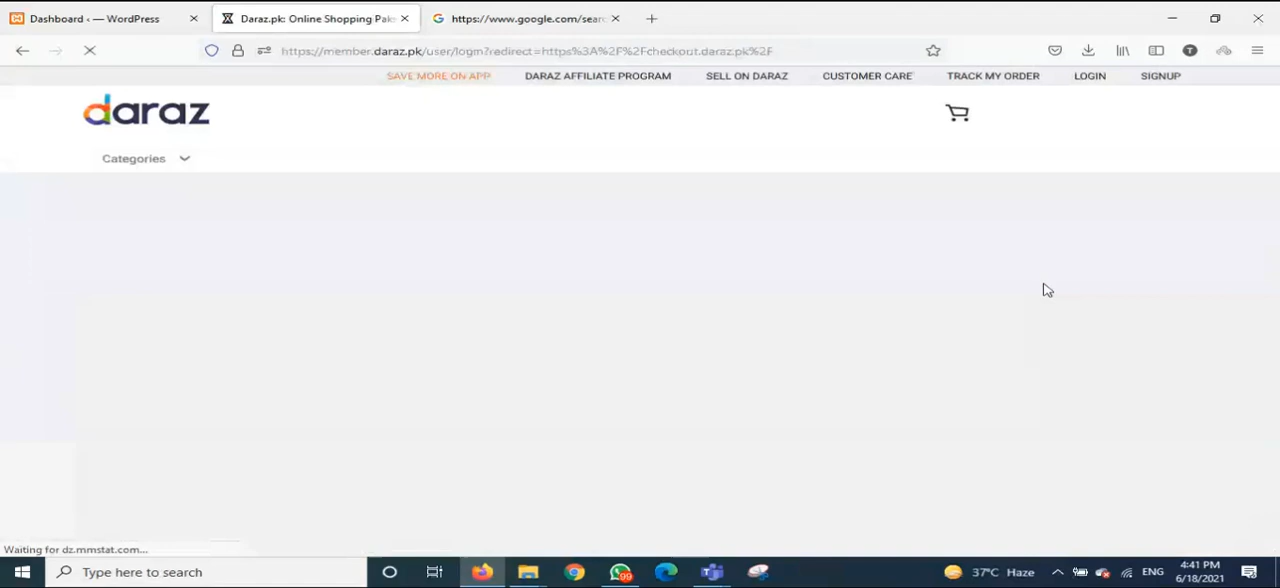 Dashboard ‹ — WordPress
Daraz.pk: Online Shopping Pak
https://www.google.com/sear
https://member.daraz.pk/user/login?redirect=https%3A%2F%2Fcheckout.daraz.pk%2F
SAVE MORE ON APP DARAZ AFFILIATE PROGRAM SELL ON DARAZ CUSTOMER CARE TRACK MY ORDER LOGIN SIGNUP
daraz
Categories
Waiting for dz.mmstat.com...
Type here to search
99
T
37°C Haze
ENG
4:41 PM
6/18/2021